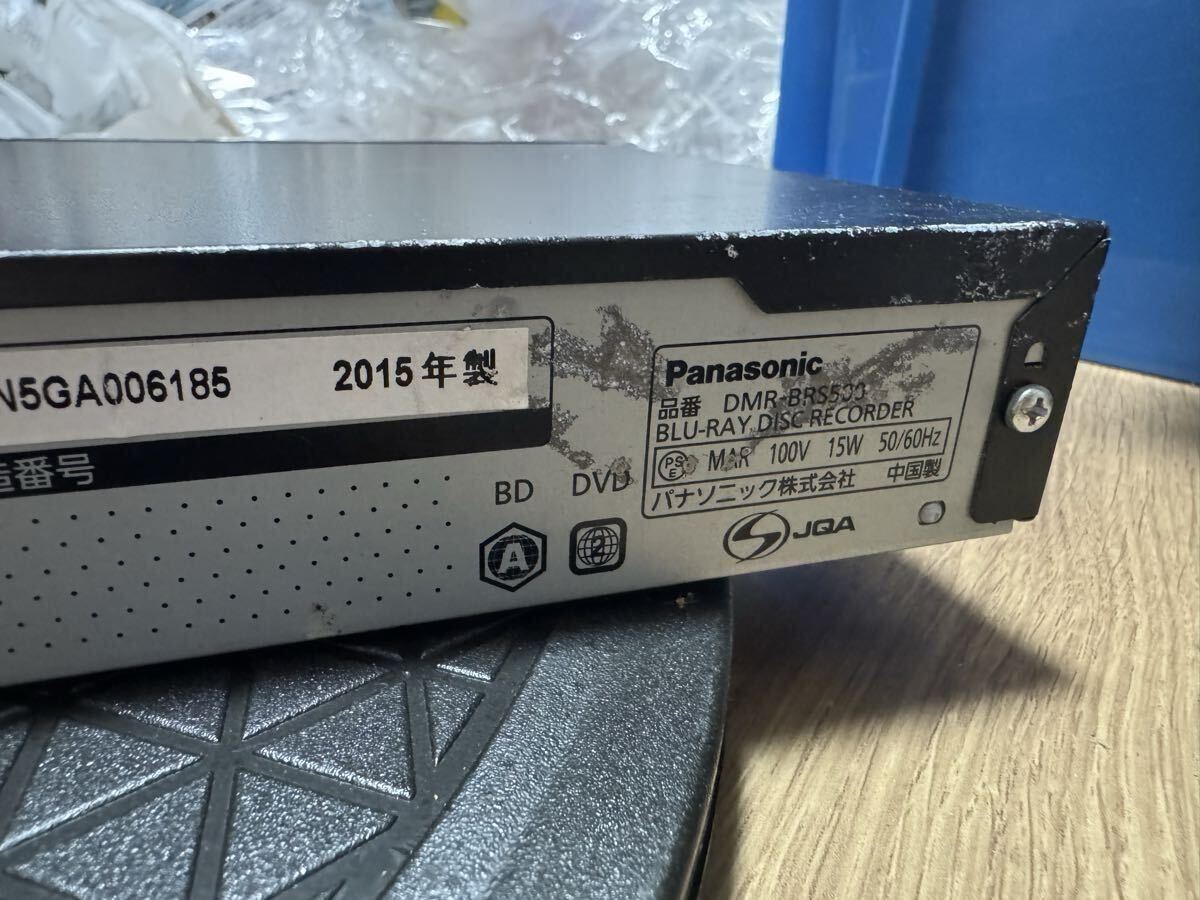 N5GA006185 2015年製
造番号
BD DVD
A 2
Panasonic
品番 DMR-BRS500
BLU-RAY DISC RECORDER
PSE MAR 100V 15W 50/60Hz
パナソニック株式会社 中国製
JQA